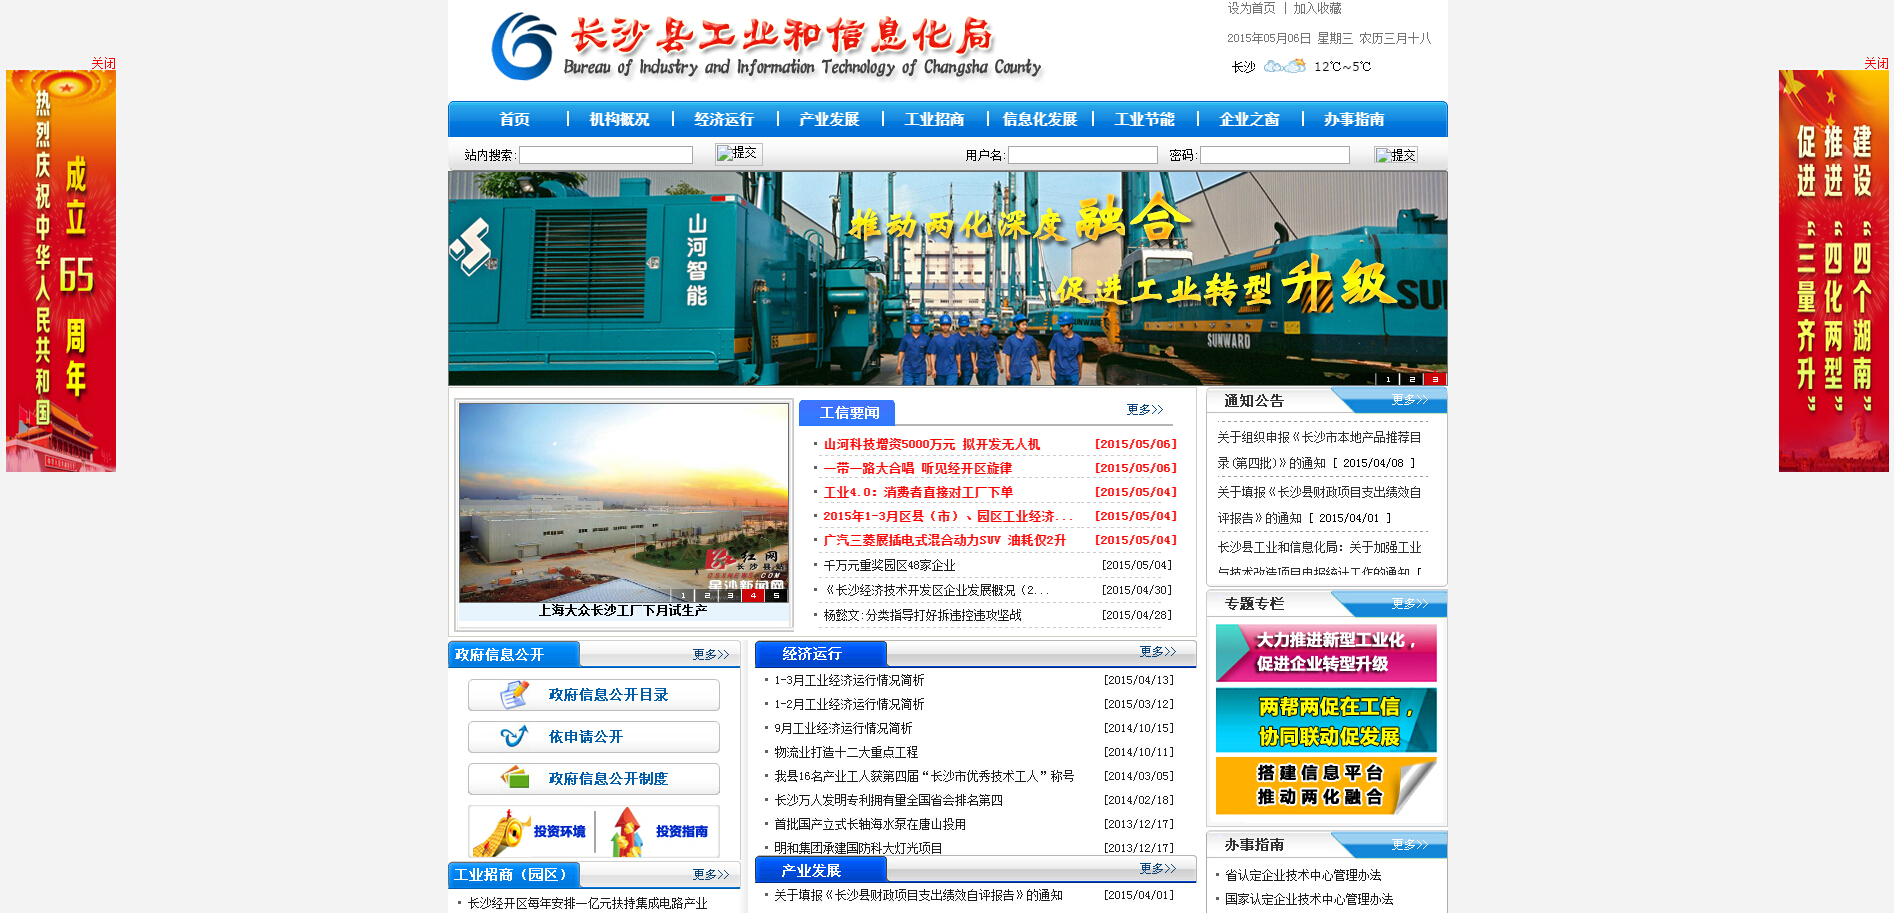 设为首页 | 加入收藏
长沙县工业和信息化局
Bureau of Industry and Information Technology of Changsha County
2015年05月06日 星期三 农历三月十八
长沙 12℃~5℃
关闭
关闭
热烈庆祝中华人民共和国
成立65周年
建设“四个湖南”
推进“四化两型”
促进“三量齐升”
首页 机构概况 经济运行 产业发展 工业招商 信息化发展 工业节能 企业之窗 办事指南
站内搜索: 提交 用户名: 密码: 提交
山河智能
推动两化深度融合
促进工业转型升级
SUNWARD
SUN
1 2 3
红网
长沙县站
星沙新闻网
1 2 3 4 5
上海大众长沙工厂下月试生产
工信要闻 更多>>
山河科技增资5000万元 拟开发无人机 [2015/05/06]
一带一路大合唱 听见经开区旋律 [2015/05/06]
工业4.0: 消费者直接对工厂下单 [2015/05/04]
2015年1-3月区县（市）、园区工业经济... [2015/05/04]
广汽三菱展插电式混合动力SUV 油耗仅2升 [2015/05/04]
千万元重奖园区48家企业 [2015/05/04]
《长沙经济技术开发区企业发展概况（2... [2015/04/30]
杨懿文:分类指导打好拆违控违攻坚战 [2015/04/28]
通知公告 更多>>
关于组织申报《长沙市本地产品推荐目
录(第四批)》的通知 [ 2015/04/08 ]
关于填报《长沙县财政项目支出绩效自
评报告》的通知 [ 2015/04/01 ]
长沙县工业和信息化局: 关于加强工业
与技术改造项目申报统计工作的通知 [
专题专栏 更多>>
大力推进新型工业化，
促进企业转型升级
两帮两促在工信，
协同联动促发展
搭建信息平台
推动两化融合
办事指南 更多>>
省认定企业技术中心管理办法
国家认定企业技术中心管理办法
政府信息公开 更多>>
政府信息公开目录
依申请公开
政府信息公开制度
投资环境 投资指南
工业招商（园区） 更多>>
长沙经开区每年安排一亿元扶持集成电路产业
经济运行 更多>>
1-3月工业经济运行情况简析 [2015/04/13]
1-2月工业经济运行情况简析 [2015/03/12]
9月工业经济运行情况简析 [2014/10/15]
物流业打造十二大重点工程 [2014/10/11]
我县16名产业工人获第四届“长沙市优秀技术工人”称号 [2014/03/05]
长沙万人发明专利拥有量全国省会排名第四 [2014/02/18]
首批国产立式长轴海水泵在唐山投用 [2013/12/17]
明和集团承建国防科大灯光项目 [2013/12/17]
产业发展 更多>>
关于填报《长沙县财政项目支出绩效自评报告》的通知 [2015/04/01]